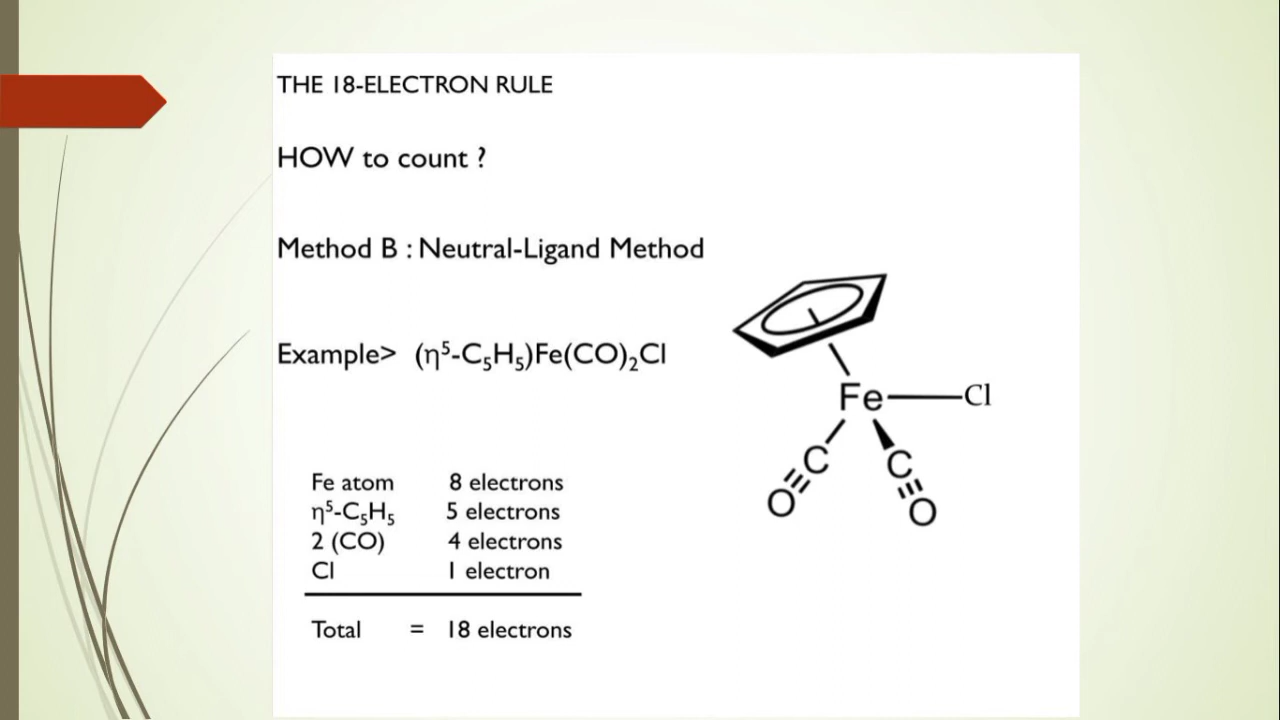 THE 18-ELECTRON RULE
HOW to count ?
Method B : Neutral-Ligand Method
Example> (η⁵-C₅H₅)Fe(CO)₂Cl
Fe
Cl
C
C
O
O
Fe atom 8 electrons
η⁵-C₅H₅ 5 electrons
2 (CO) 4 electrons
Cl 1 electron
Total = 18 electrons